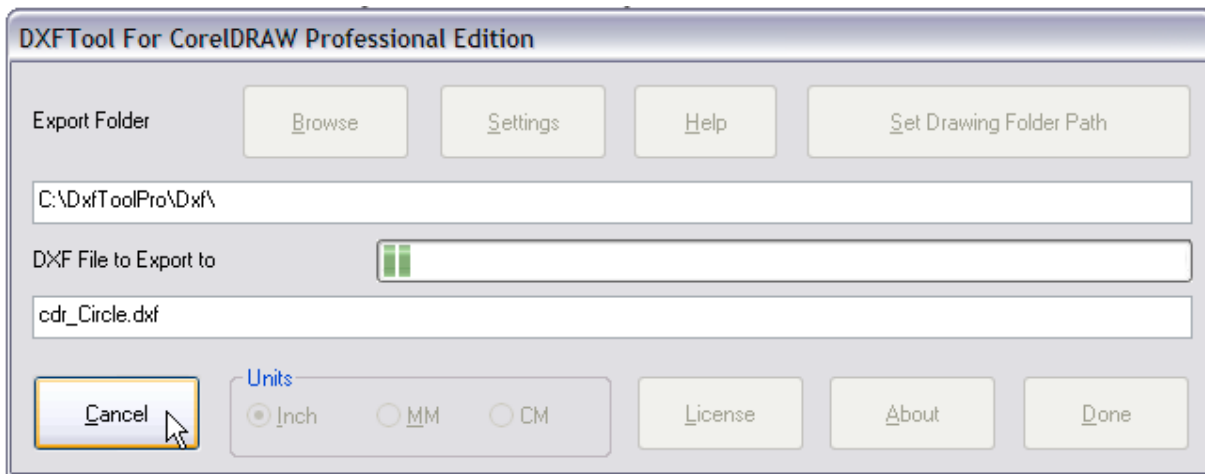 DXFTool For CorelDRAW Professional Edition
Export Folder Browse Settings Help Set Drawing Folder Path
C:\DxfToolPro\Dxf\
DXF File to Export to
cdr_Circle.dxf
Units
Cancel Inch MM CM License About Done